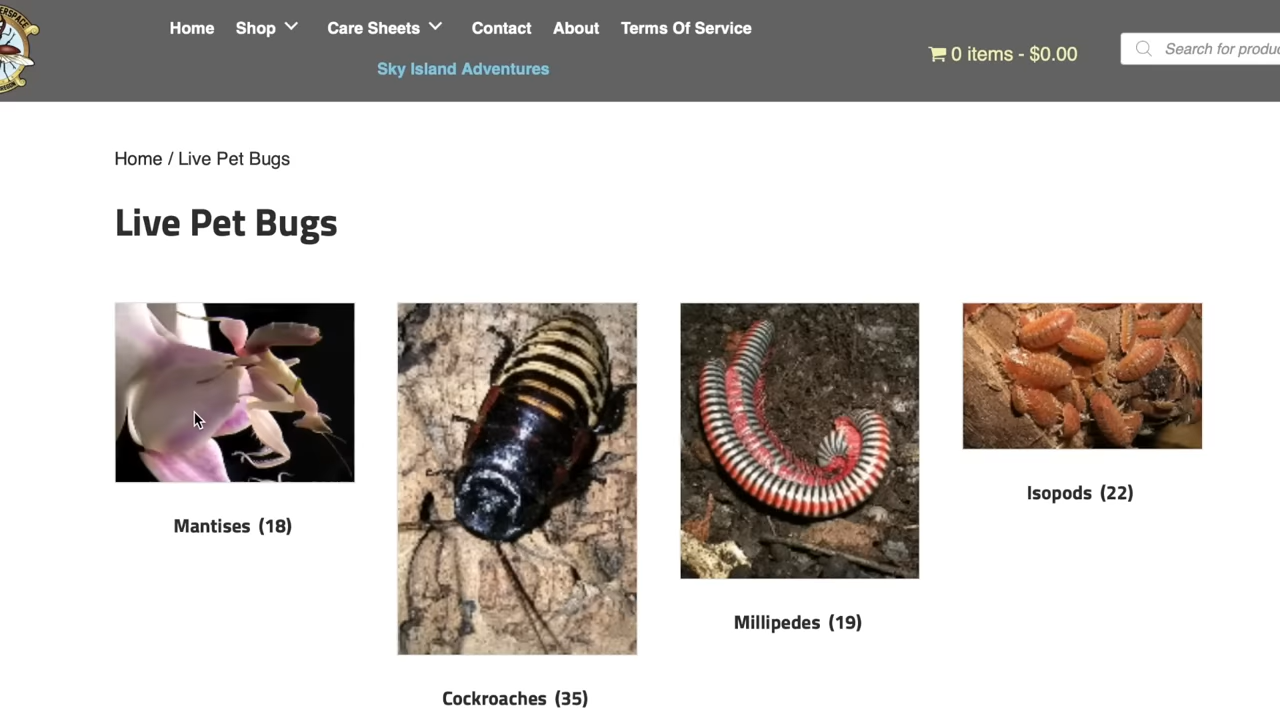 Home Shop Care Sheets Contact About Terms Of Service
Sky Island Adventures
0 items - $0.00
Search for produc
Home / Live Pet Bugs
Live Pet Bugs
Mantises (18)
Cockroaches (35)
Millipedes (19)
Isopods (22)